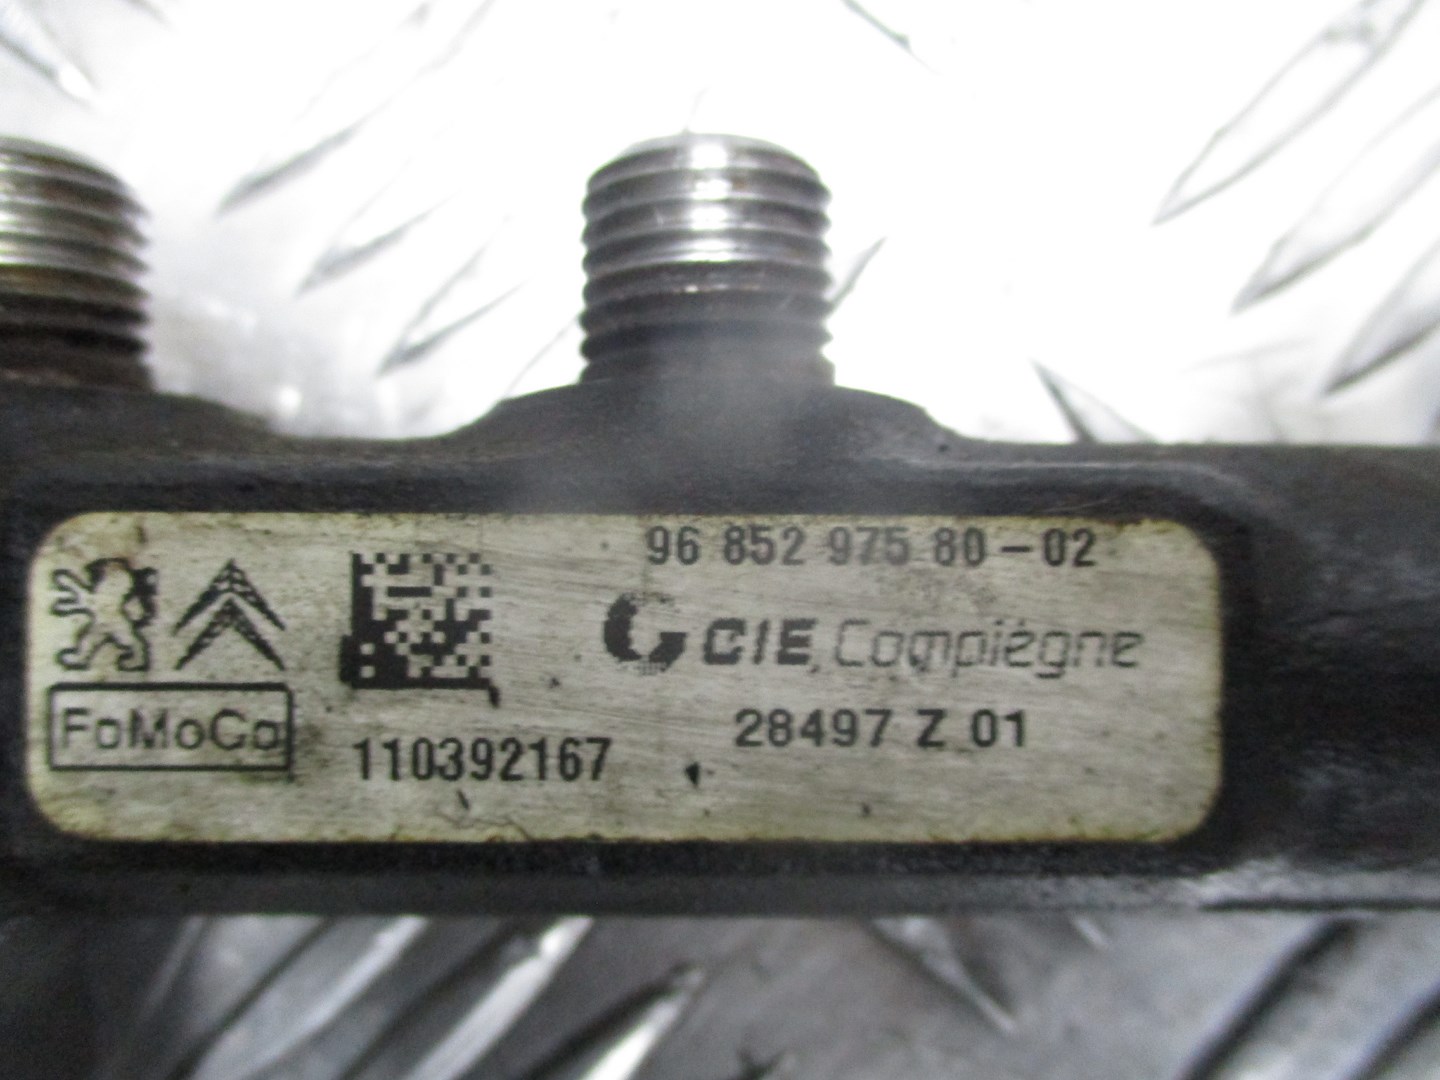 96 852 975 80-02
CIE, Compiègne
FoMoCo
28497 Z 01
110392167